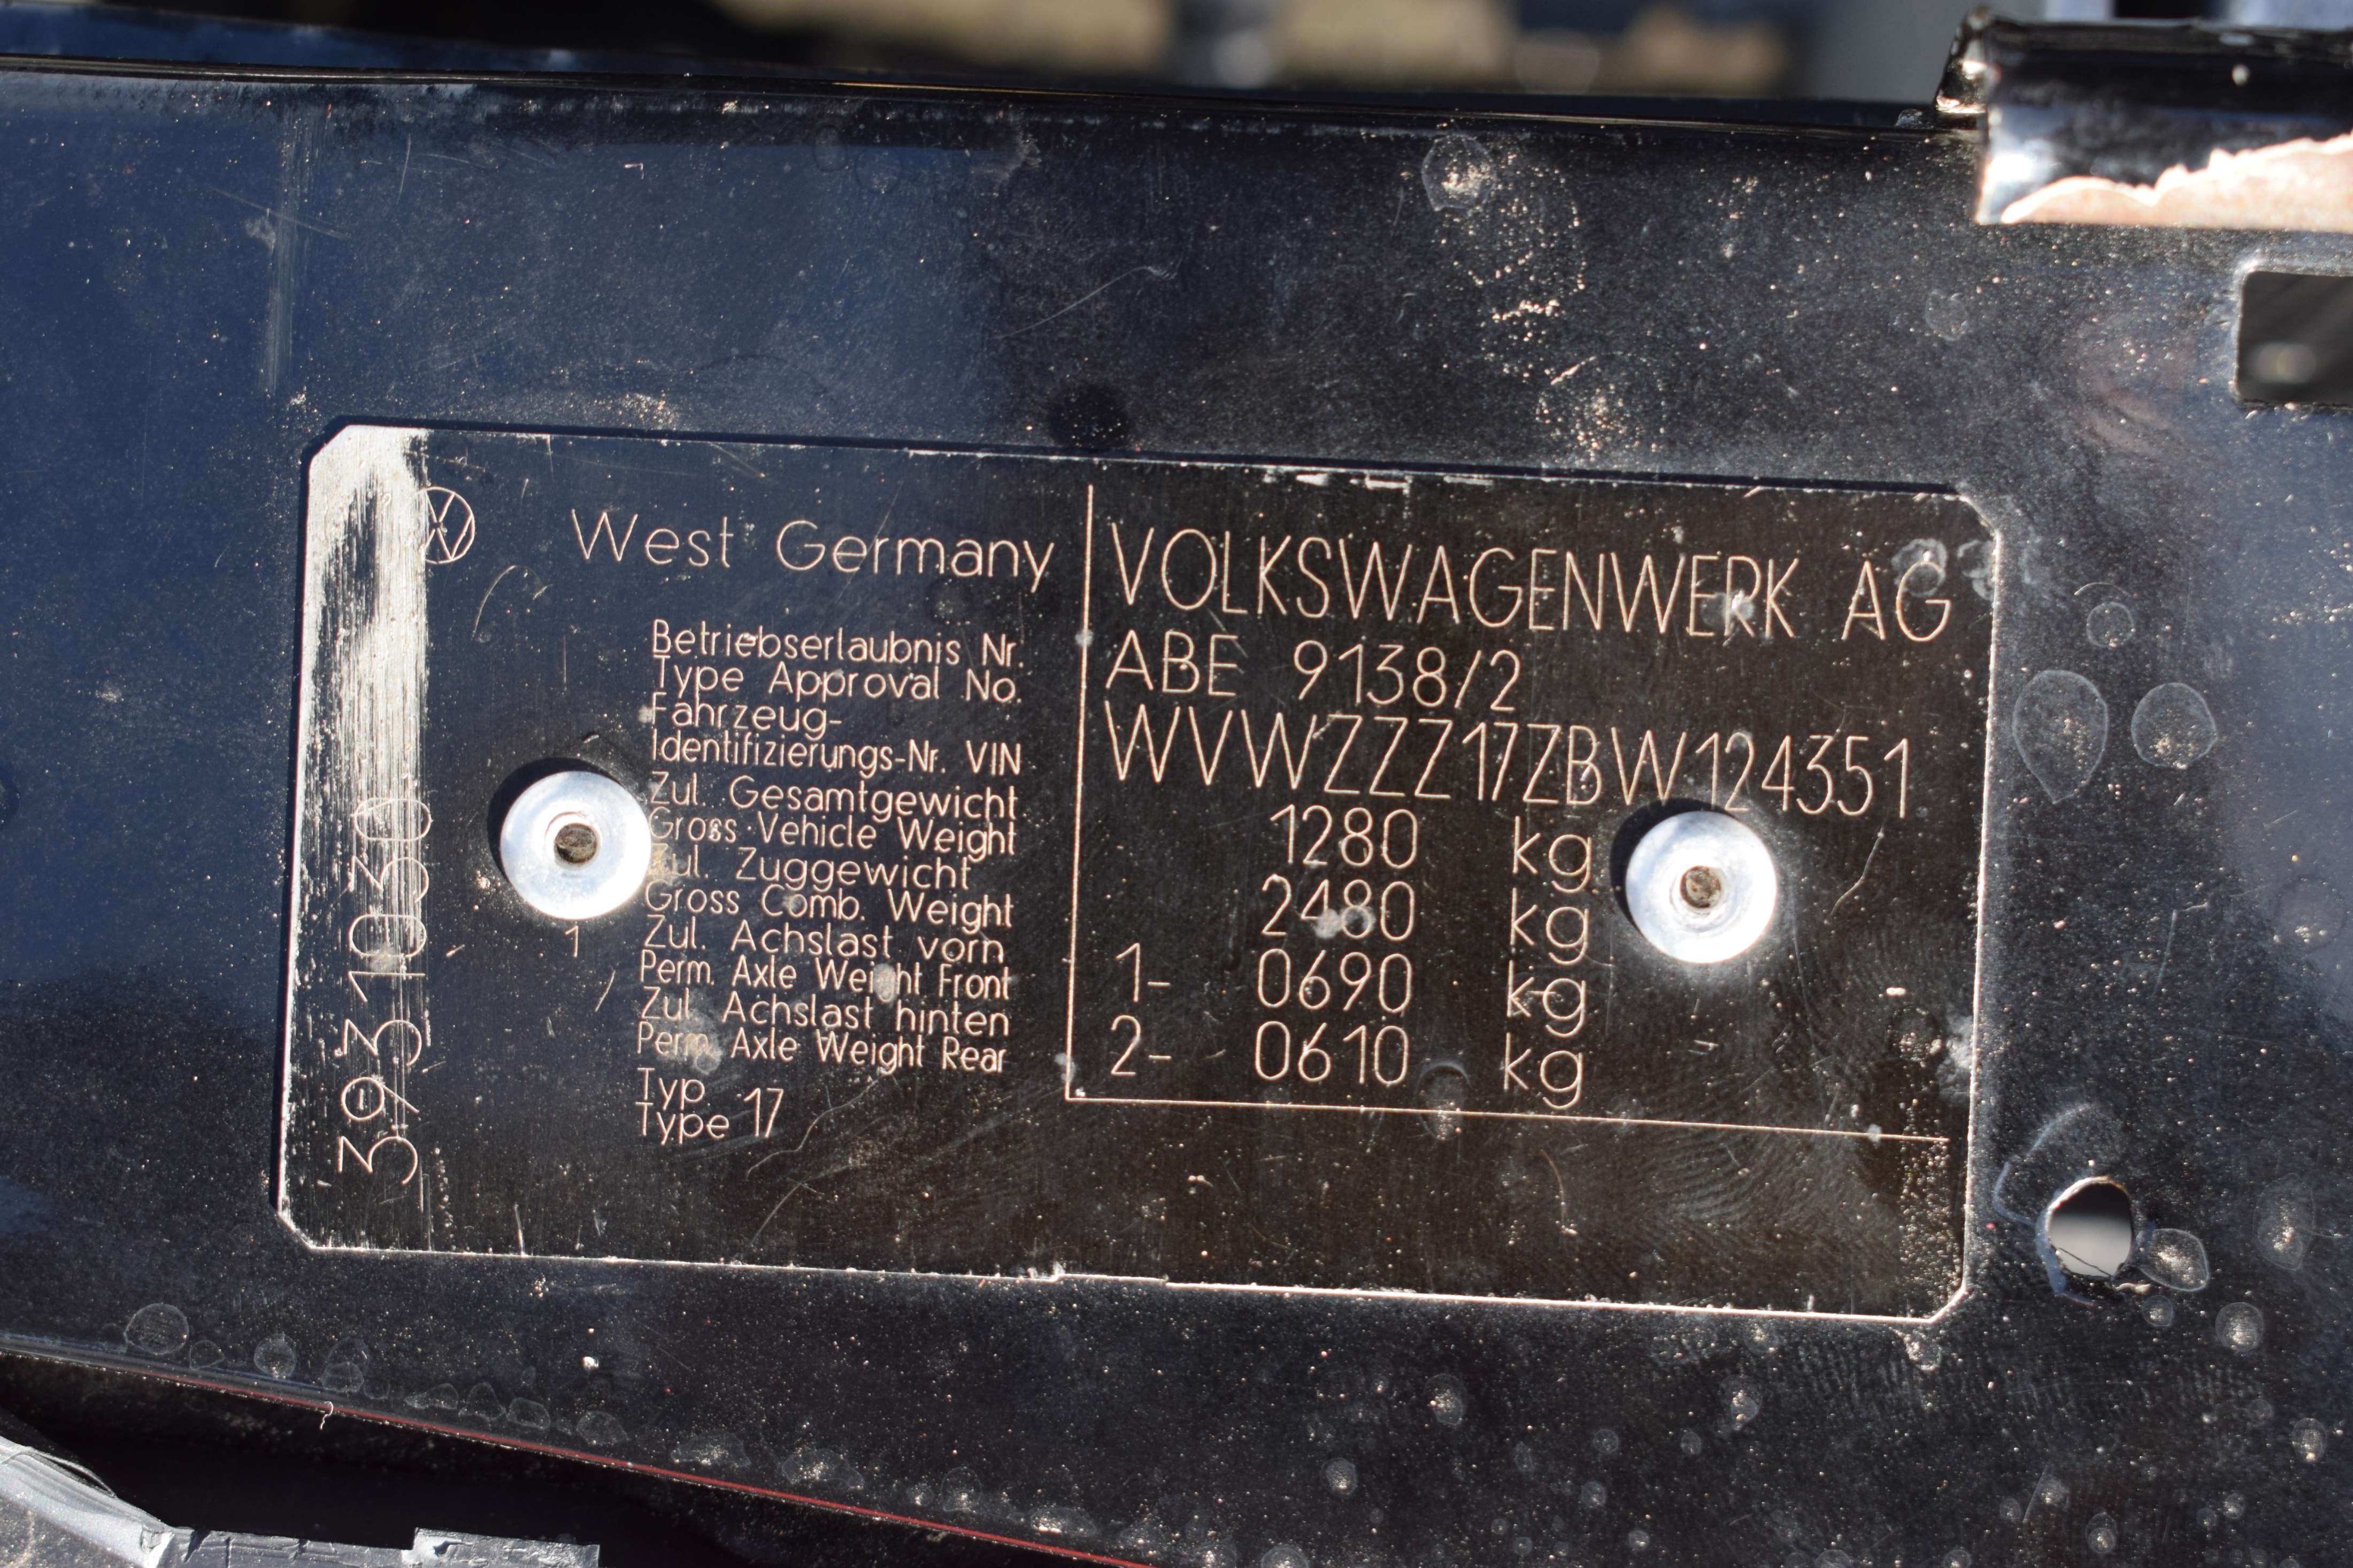 West Germany
Betriebserlaubnis Nr.
Type Approval No.
Fahrzeug-
Identifizierungs-Nr. VIN
Zul. Gesamtgewicht
Gross Vehicle Weight
Zul. Zuggewicht
Gross Comb. Weight
Zul. Achslast vorn
Perm. Axle Weight Front
Zul. Achslast hinten
Perm. Axle Weight Rear
Typ
Type 17
1
VOLKSWAGENWERK AG
ABE 9138/2
WVWZZZ17ZBW124351
1280 kg
2480 kg
1- 0690 kg
2- 0610 kg
3931030